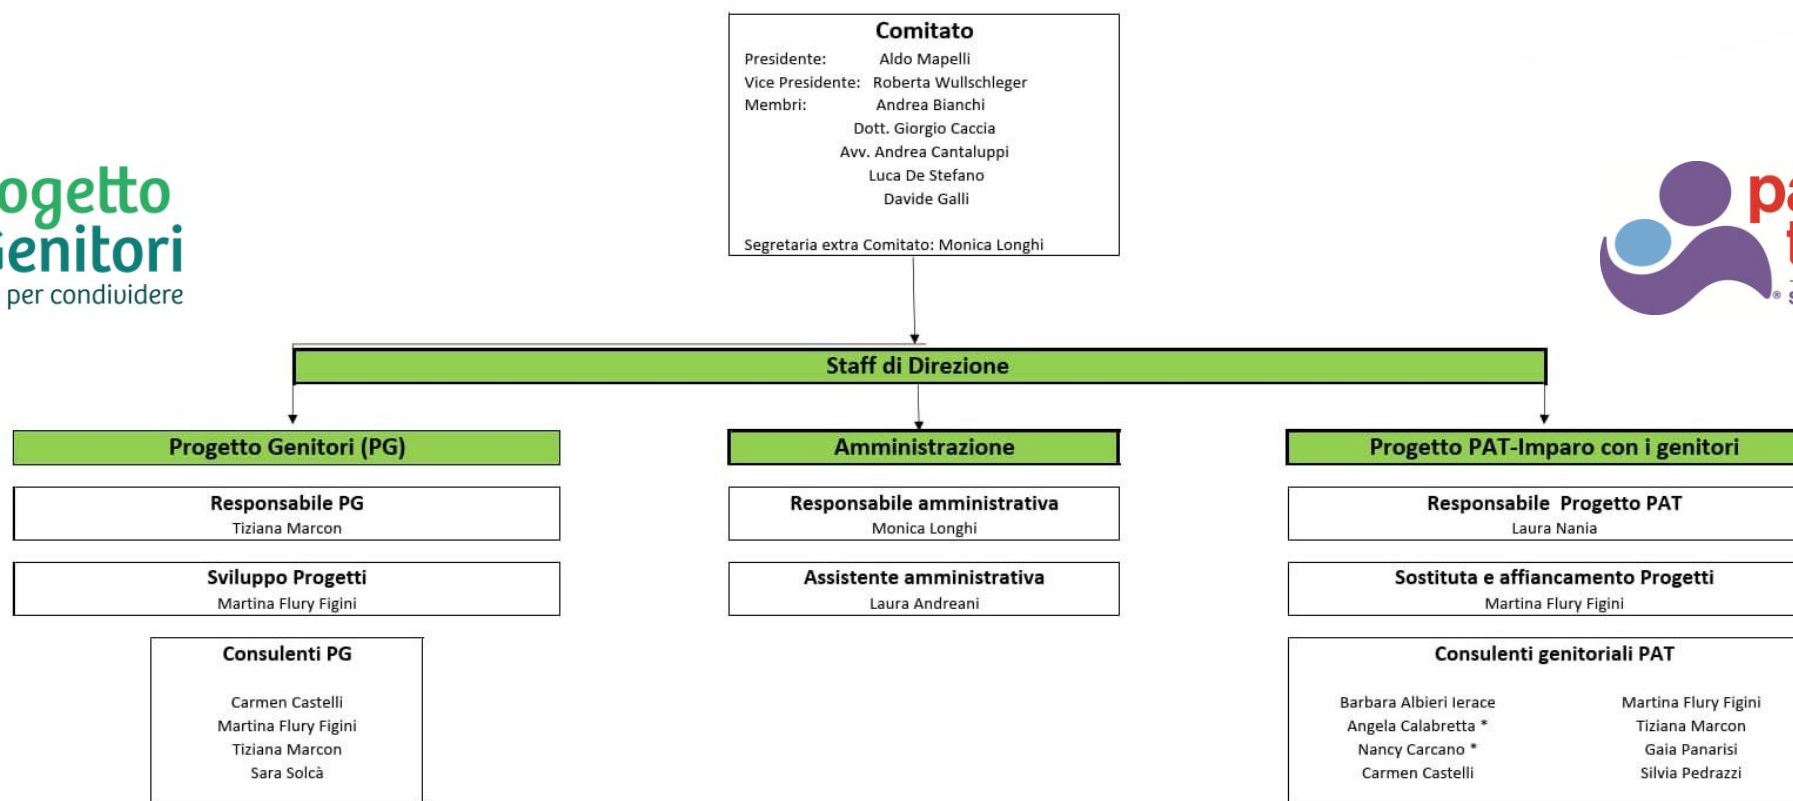 Comitato
Presidente: Aldo Mapelli
Vice Presidente: Roberta Wullschleger
Membri: Andrea Bianchi
Dott. Giorgio Caccia
Avv. Andrea Cantaluppi
Luca De Stefano
Davide Galli
Segretaria extra Comitato: Monica Longhi
ogetto
Genitori
per condividere
pa
t
Staff di Direzione
Progetto Genitori (PG)
Responsabile PG
Tiziana Marcon
Sviluppo Progetti
Martina Flury Figini
Consulenti PG
Carmen Castelli
Martina Flury Figini
Tiziana Marcon
Sara Solcà
Amministrazione
Responsabile amministrativa
Monica Longhi
Assistente amministrativa
Laura Andreani
Progetto PAT-Imparo con i genitori
Responsabile Progetto PAT
Laura Nania
Sostituta e affiancamento Progetti
Martina Flury Figini
Consulenti genitoriali PAT
Barbara Albieri Ierace
Angela Calabretta *
Nancy Carcano *
Carmen Castelli
Martina Flury Figini
Tiziana Marcon
Gaia Panarisi
Silvia Pedrazzi